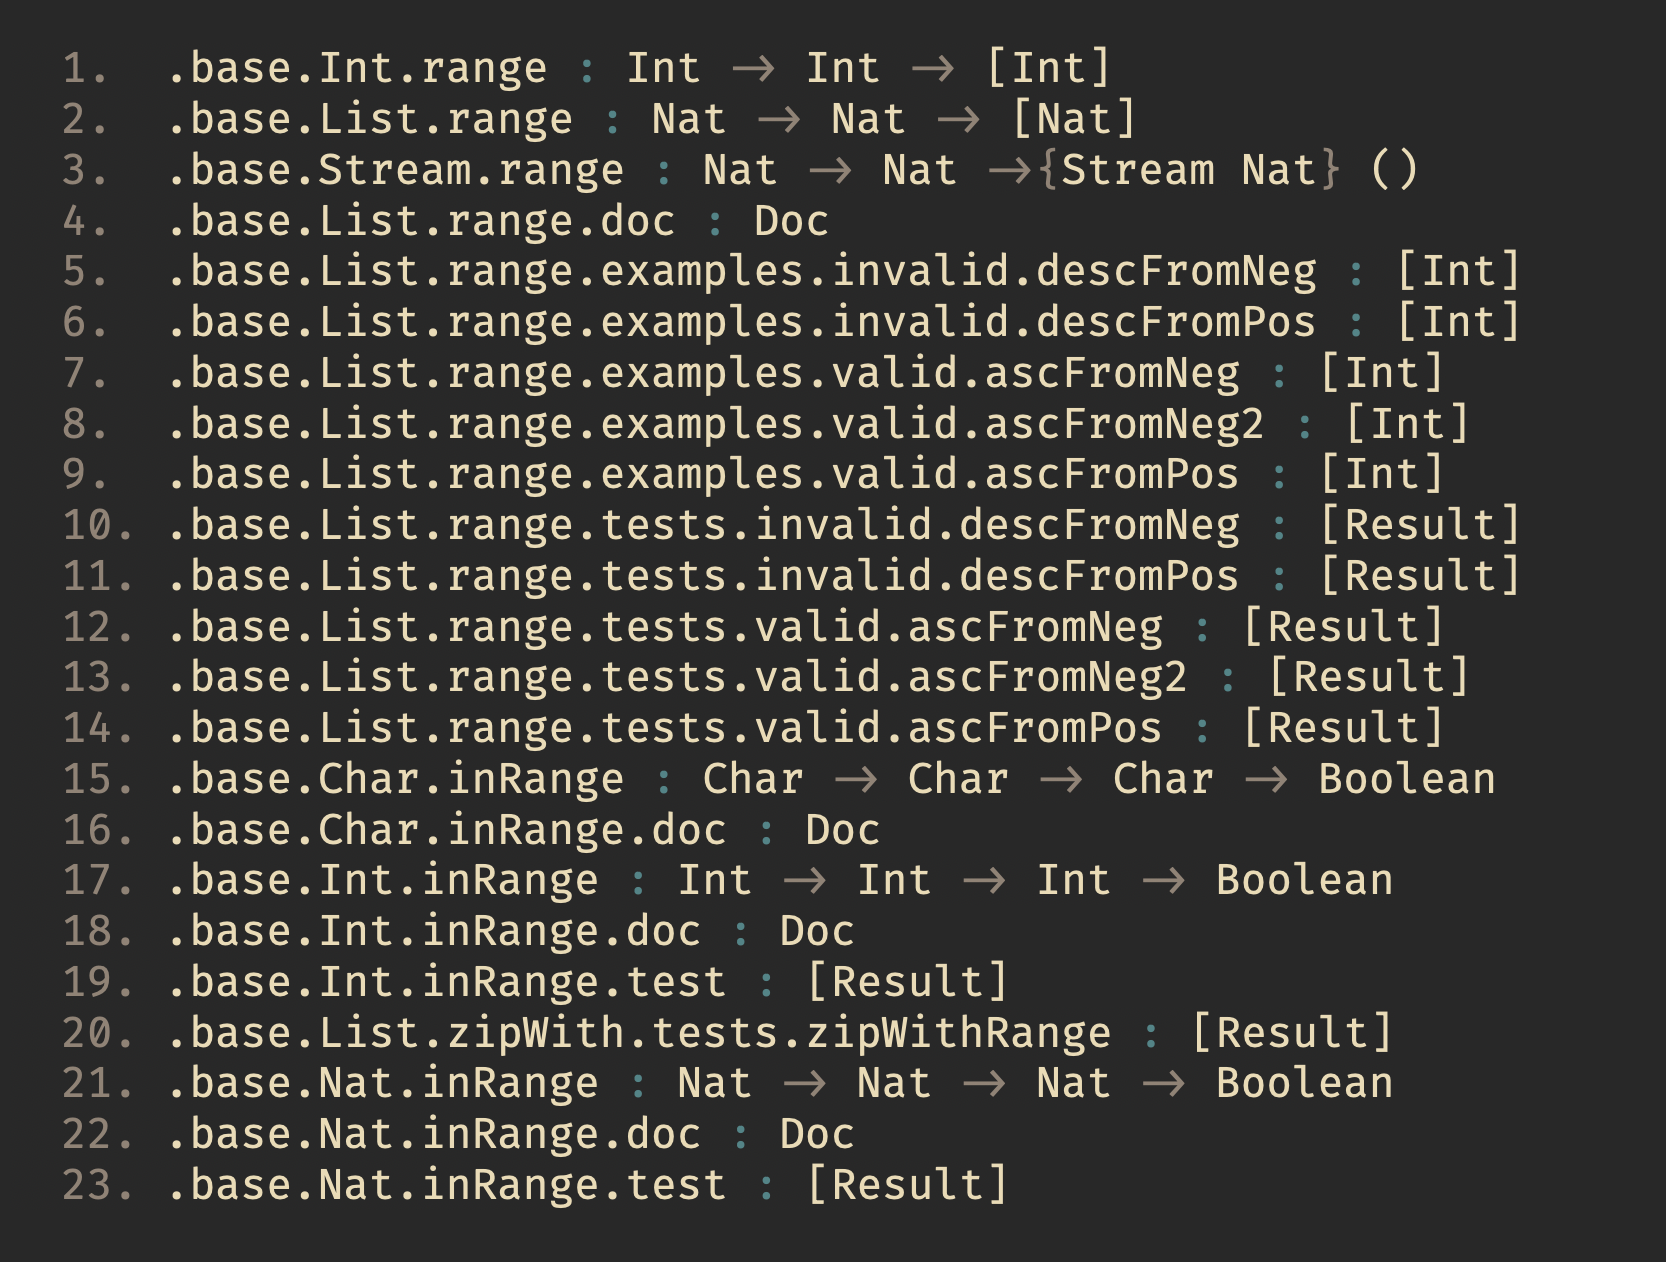 1.  .base.Int.range : Int -> Int -> [Int]
2.  .base.List.range : Nat -> Nat -> [Nat]
3.  .base.Stream.range : Nat -> Nat ->{Stream Nat} ()
4.  .base.List.range.doc : Doc
5.  .base.List.range.examples.invalid.descFromNeg : [Int]
6.  .base.List.range.examples.invalid.descFromPos : [Int]
7.  .base.List.range.examples.valid.ascFromNeg : [Int]
8.  .base.List.range.examples.valid.ascFromNeg2 : [Int]
9.  .base.List.range.examples.valid.ascFromPos : [Int]
10. .base.List.range.tests.invalid.descFromNeg : [Result]
11. .base.List.range.tests.invalid.descFromPos : [Result]
12. .base.List.range.tests.valid.ascFromNeg : [Result]
13. .base.List.range.tests.valid.ascFromNeg2 : [Result]
14. .base.List.range.tests.valid.ascFromPos : [Result]
15. .base.Char.inRange : Char -> Char -> Char -> Boolean
16. .base.Char.inRange.doc : Doc
17. .base.Int.inRange : Int -> Int -> Int -> Boolean
18. .base.Int.inRange.doc : Doc
19. .base.Int.inRange.test : [Result]
20. .base.List.zipWith.tests.zipWithRange : [Result]
21. .base.Nat.inRange : Nat -> Nat -> Nat -> Boolean
22. .base.Nat.inRange.doc : Doc
23. .base.Nat.inRange.test : [Result]